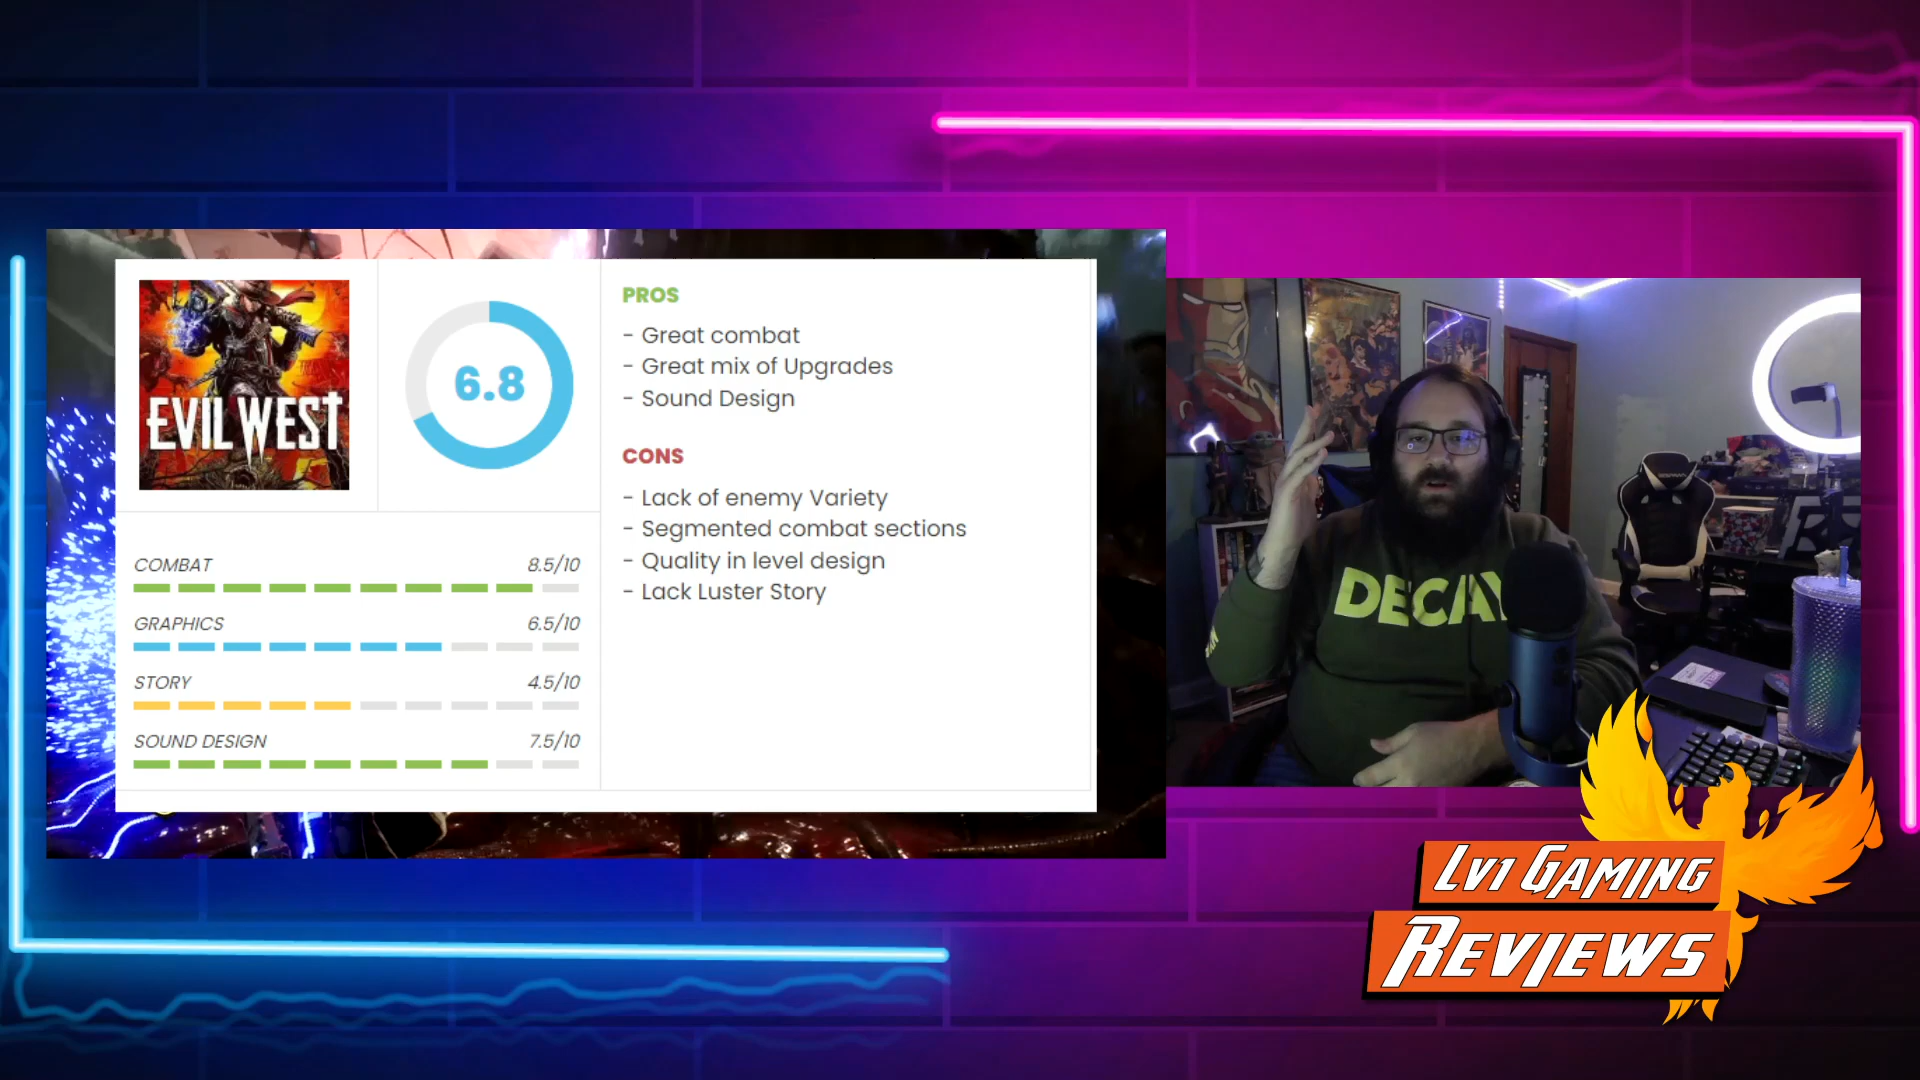 EVIL WEST
6.8
PROS
- Great combat
- Great mix of Upgrades
- Sound Design
CONS
- Lack of enemy Variety
- Segmented combat sections
- Quality in level design
- Lack Luster Story
COMBAT 8.5/10
GRAPHICS 6.5/10
STORY 4.5/10
SOUND DESIGN 7.5/10
DECAY
LV1 GAMING
REVIEWS